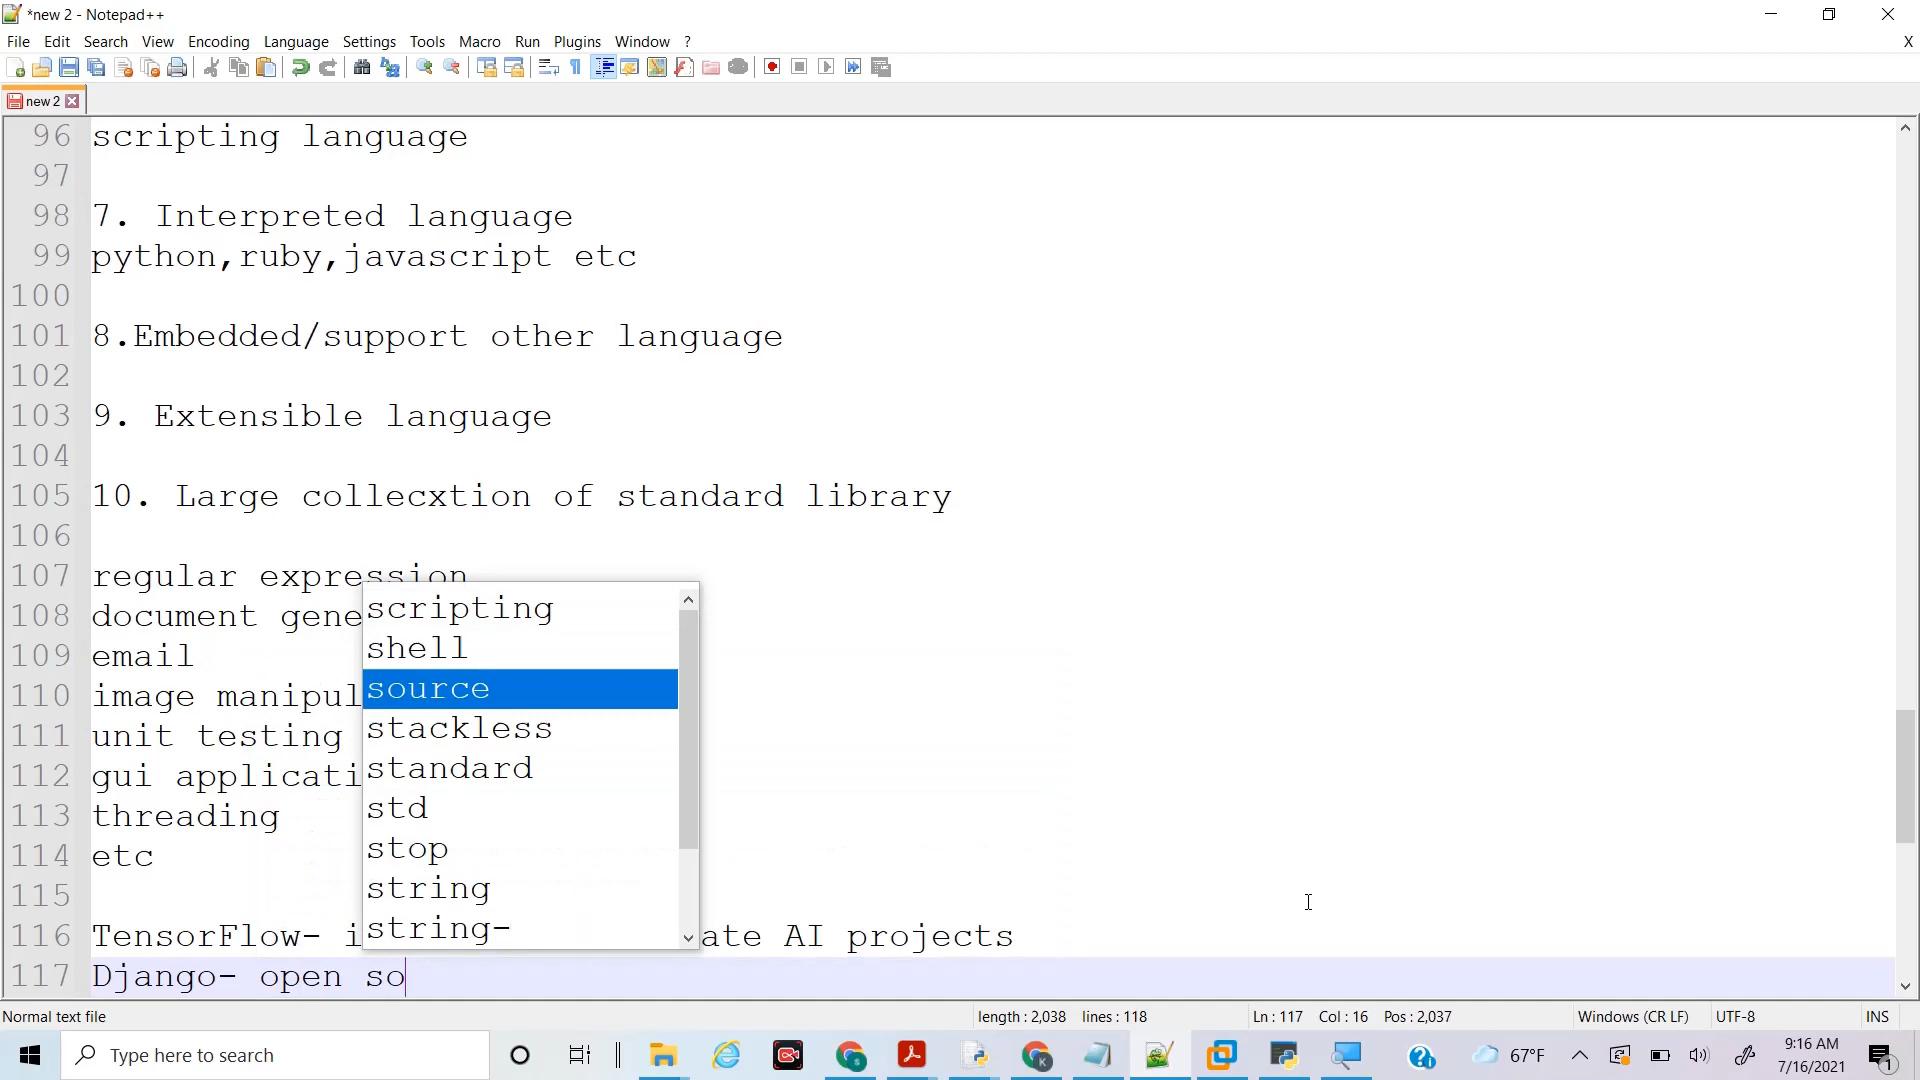 *new 2 - Notepad++
File Edit Search View Encoding Language Settings Tools Macro Run Plugins Window ? X
new 2
96 scripting language
97
98 7. Interpreted language
99 python,ruby,javascript etc
100
101 8.Embedded/support other language
102
103 9. Extensible language
104
105 10. Large collecxtion of standard library
106
107 regular expression
108 document gene
109 email
110 image manipul
111 unit testing
112 gui applicati
113 threading
114 etc
115
116 TensorFlow- i ate AI projects
117 Django- open so
scripting
shell
source
stackless
standard
std
stop
string
string-
Normal text file length : 2,038 lines : 118 Ln : 117 Col : 16 Pos : 2,037 Windows (CR LF) UTF-8 INS
Type here to search 67°F 9:16 AM
7/16/2021 1